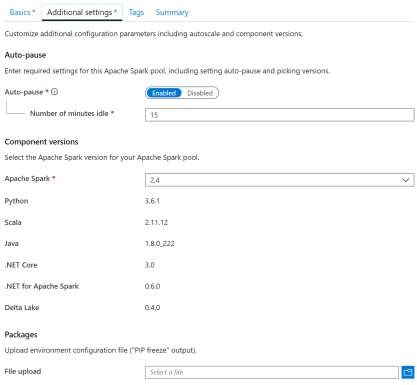 Basics * Additional settings * Tags Summary
Customize additional configuration parameters including autoscale and component versions.
Auto-pause
Enter required settings for this Apache Spark pool, including setting auto-pause and picking versions.
Auto-pause * Enabled Disabled
Number of minutes idle * 15
Component versions
Select the Apache Spark version for your Apache Spark pool.
Apache Spark * 2.4
Python 3.6.1
Scala 2.11.12
Java 1.8.0_222
.NET Core 3.0
.NET for Apache Spark 0.6.0
Delta Lake 0.4.0
Packages
Upload environment configuration file ("PIP freeze" output).
File upload Select a file